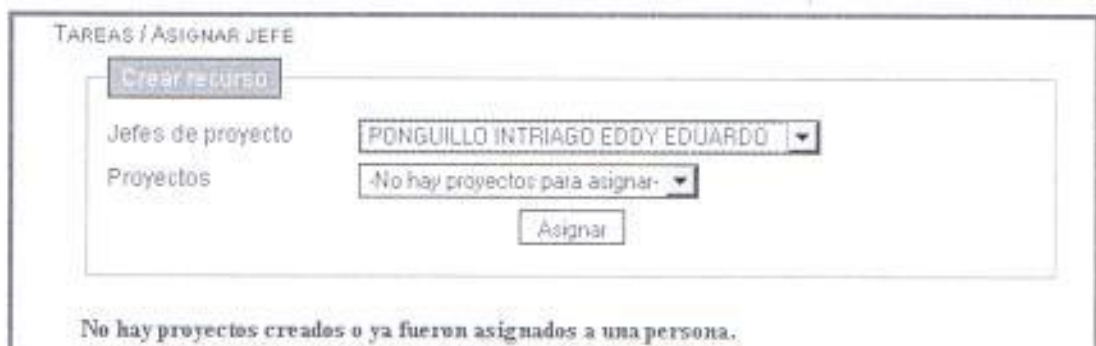 TAREAS / ASIGNAR JEFE
Crear recurso
Jefes de proyecto PONGUILLO INTRIAGO EDDY EDUARDO
Proyectos -No hay proyectos para asignar-
Asignar
No hay proyectos creados o ya fueron asignados a una persona.